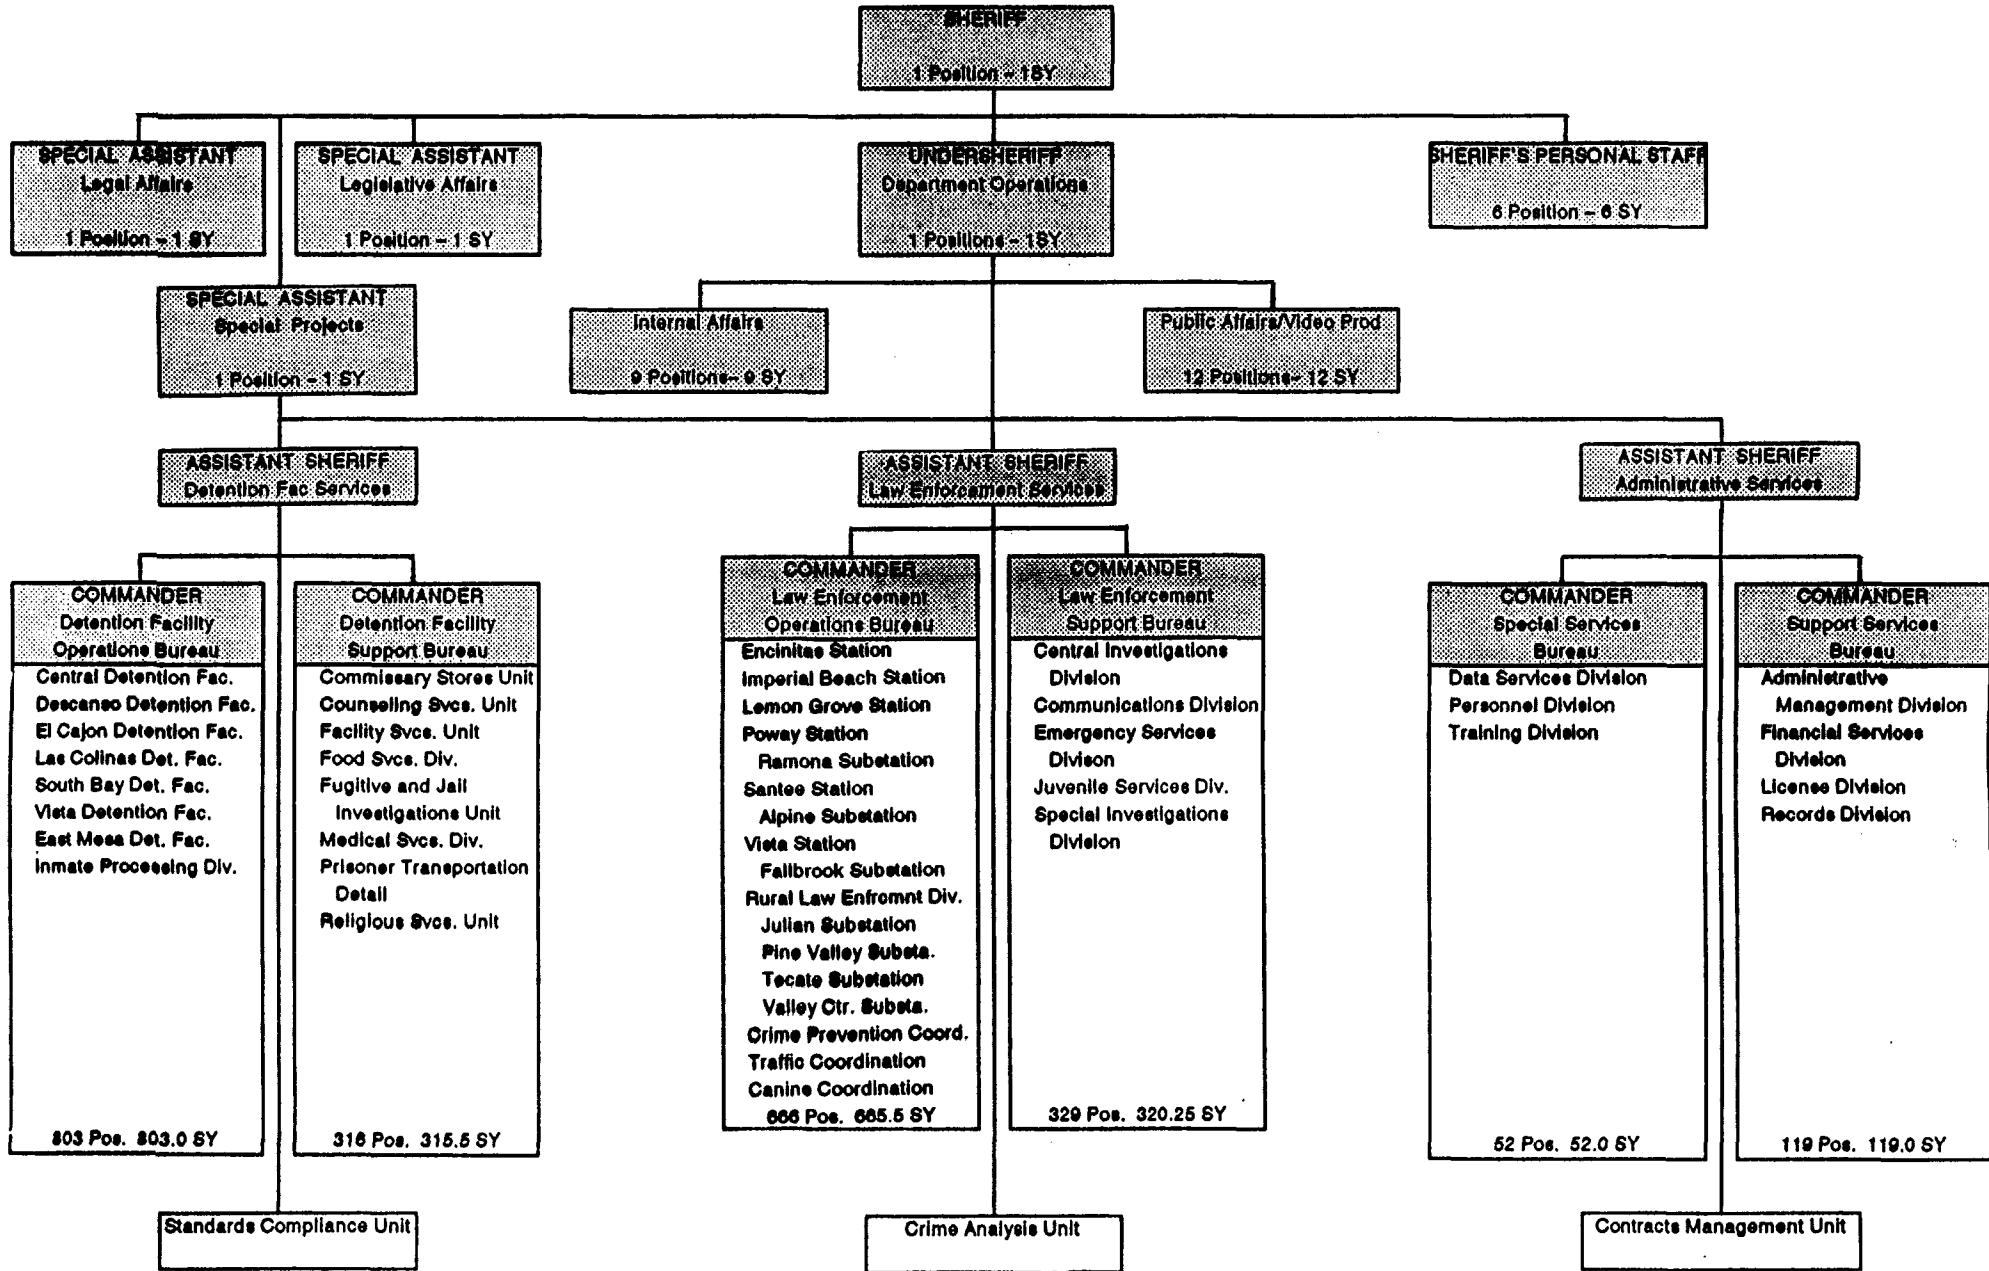 SHERIFF
1 Position - 1SY
SPECIAL ASSISTANT
Legal Affairs
1 Position - 1 SY
SPECIAL ASSISTANT
Legislative Affairs
1 Position - 1 SY
UNDERSHERIFF
Department Operations
1 Positions - 1SY
SHERIFF'S PERSONAL STAFF
6 Position - 6 SY
SPECIAL ASSISTANT
Special Projects
1 Position - 1 SY
Internal Affairs
9 Positions- 9 SY
Public Affairs/Video Prod
12 Positions- 12 SY
ASSISTANT SHERIFF
Detention Fac Services
ASSISTANT SHERIFF
Law Enforcement Services
ASSISTANT SHERIFF
Administrative Services
COMMANDER
Detention Facility
Operations Bureau
Central Detention Fac.
Descanso Detention Fac.
El Cajon Detention Fac.
Las Colinas Det. Fac.
South Bay Det. Fac.
Vista Detention Fac.
East Mesa Det. Fac.
Inmate Processing Div.
803 Pos. 803.0 SY
COMMANDER
Detention Facility
Support Bureau
Commissary Stores Unit
Counseling Svcs. Unit
Facility Svcs. Unit
Food Svcs. Div.
Fugitive and Jail
Investigations Unit
Medical Svcs. Div.
Prisoner Transportation
Detail
Religious Svcs. Unit
316 Pos. 315.5 SY
COMMANDER
Law Enforcement
Operations Bureau
Encinitas Station
Imperial Beach Station
Lemon Grove Station
Poway Station
Ramona Substation
Santee Station
Alpine Substation
Vista Station
Fallbrook Substation
Rural Law Enfromnt Div.
Julian Substation
Pine Valley Substa.
Tecate Substation
Valley Ctr. Substa.
Crime Prevention Coord.
Traffic Coordination
Canine Coordination
666 Pos. 665.5 SY
COMMANDER
Law Enforcement
Support Bureau
Central Investigations
Division
Communications Division
Emergency Services
Divison
Juvenile Services Div.
Special Investigations
Division
329 Pos. 320.25 SY
COMMANDER
Special Services
Bureau
Data Services Division
Personnel Division
Training Division
52 Pos. 52.0 SY
COMMANDER
Support Services
Bureau
Administrative
Management Division
Financial Services
Division
License Division
Records Division
119 Pos. 119.0 SY
Standards Compliance Unit
Crime Analysis Unit
Contracts Management Unit